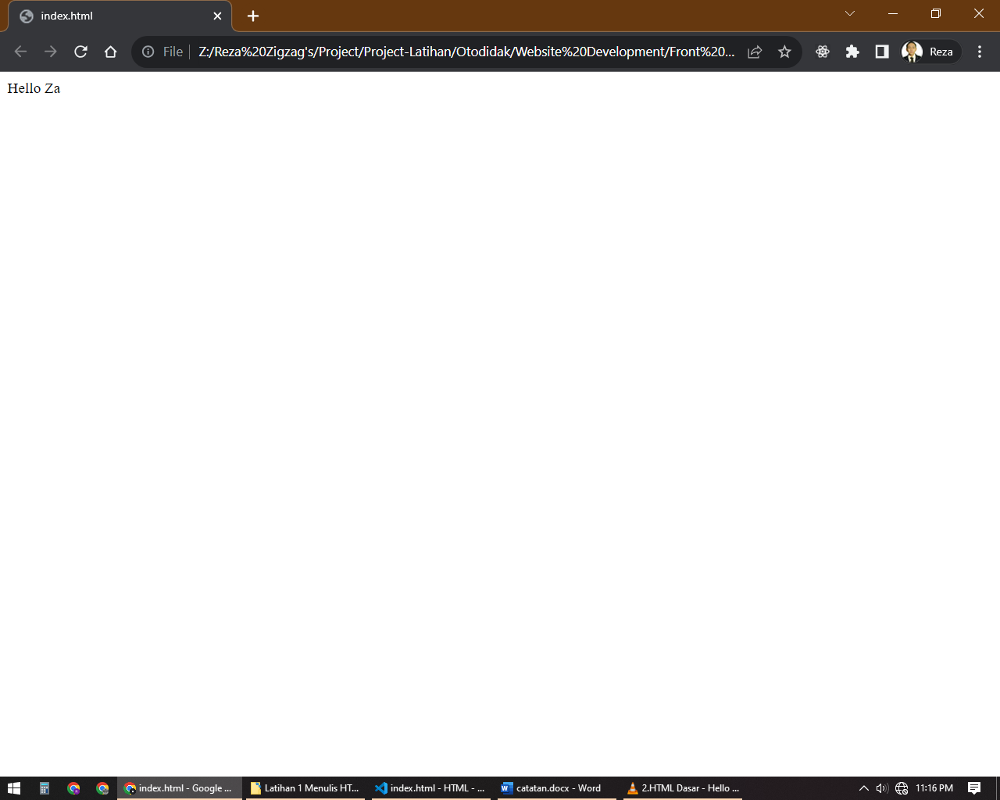 index.html
File
Z:/Reza%20Zigzag's/Project/Project-Latihan/Otodidak/Website%20Development/Front%20...
Reza
Hello Za
index.html - Google ...
Latihan 1 Menulis HT...
index.html - HTML - ...
catatan.docx - Word
2.HTML Dasar - Hello ...
11:16 PM